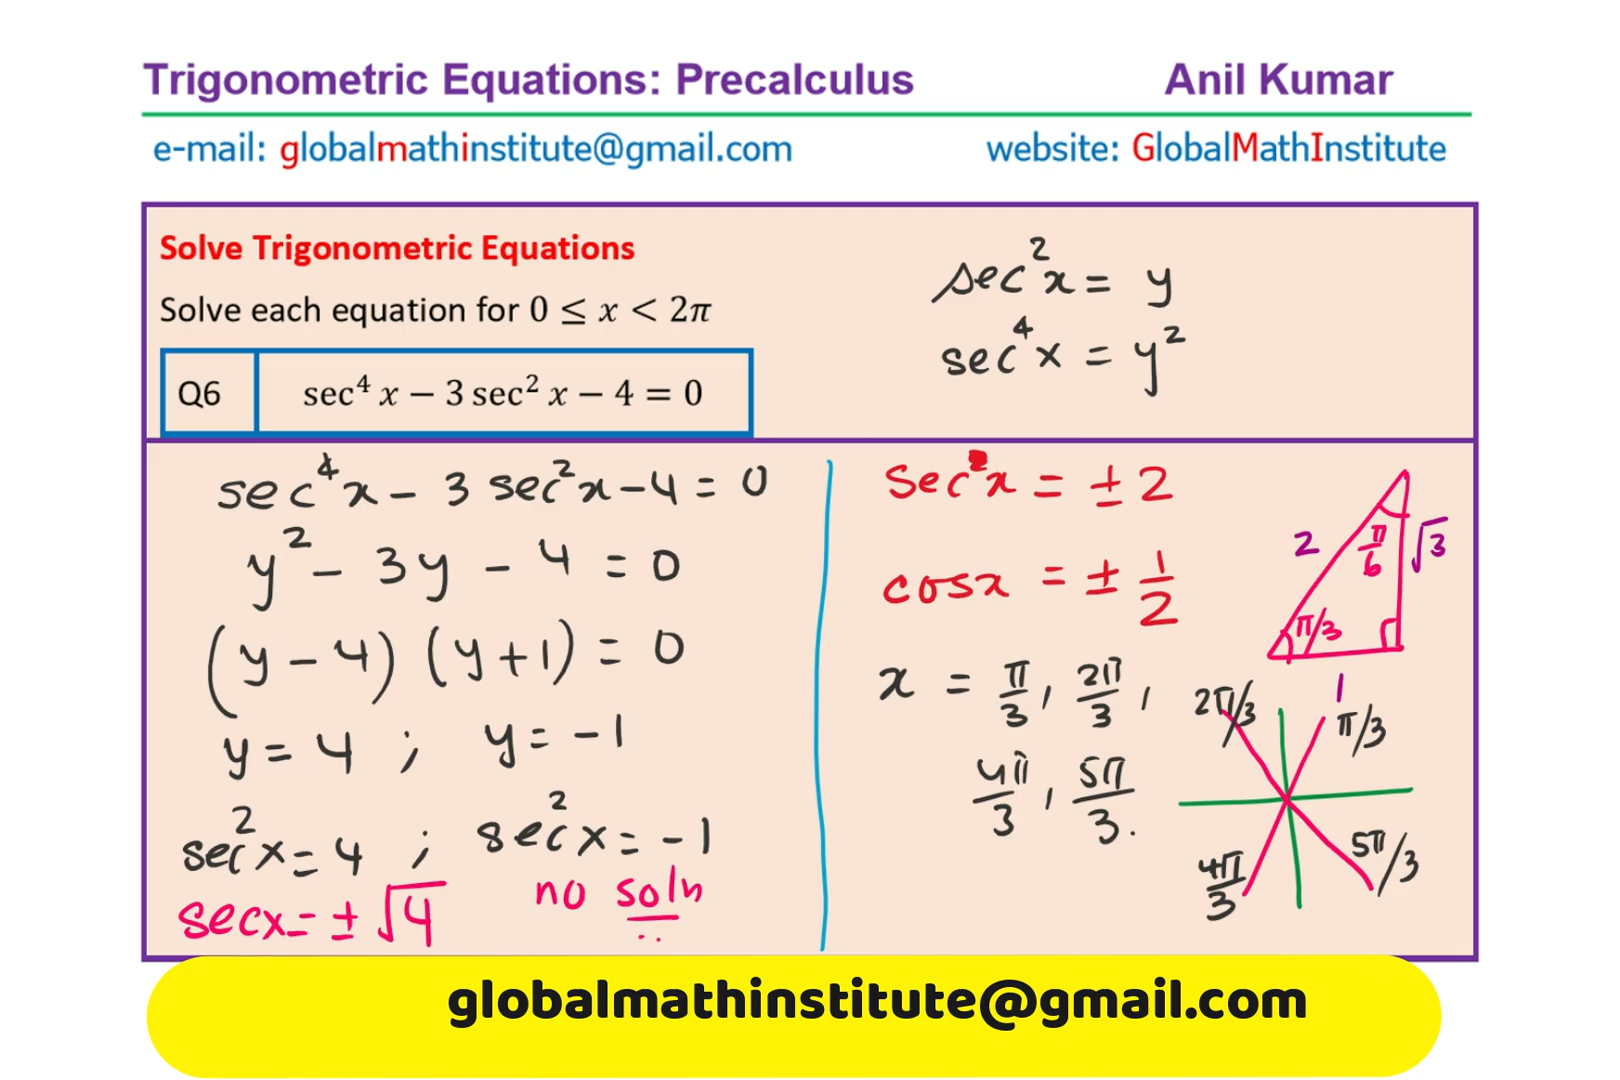 Trigonometric Equations: Precalculus Anil Kumar
e-mail: globalmathinstitute@gmail.com website: GlobalMathInstitute
Solve Trigonometric Equations
Solve each equation for 0 ≤ x < 2π
Q6 sec⁴ x − 3 sec² x − 4 = 0
sec²x = y
sec⁴x = y²
sec⁴x − 3 sec²x − 4 = 0
y² − 3y − 4 = 0
(y − 4) (y + 1) = 0
y = 4 ; y = −1
sec²x = 4 ; sec²x = −1
secx = ± √4 no soln
sec x = ± 2
cosx = ± 1/2
x = π/3 , 2π/3 ,
4π/3 , 5π/3 .
2 π/6 √3
π/3
1
2π/3 π/3
4π/3 5π/3
globalmathinstitute@gmail.com